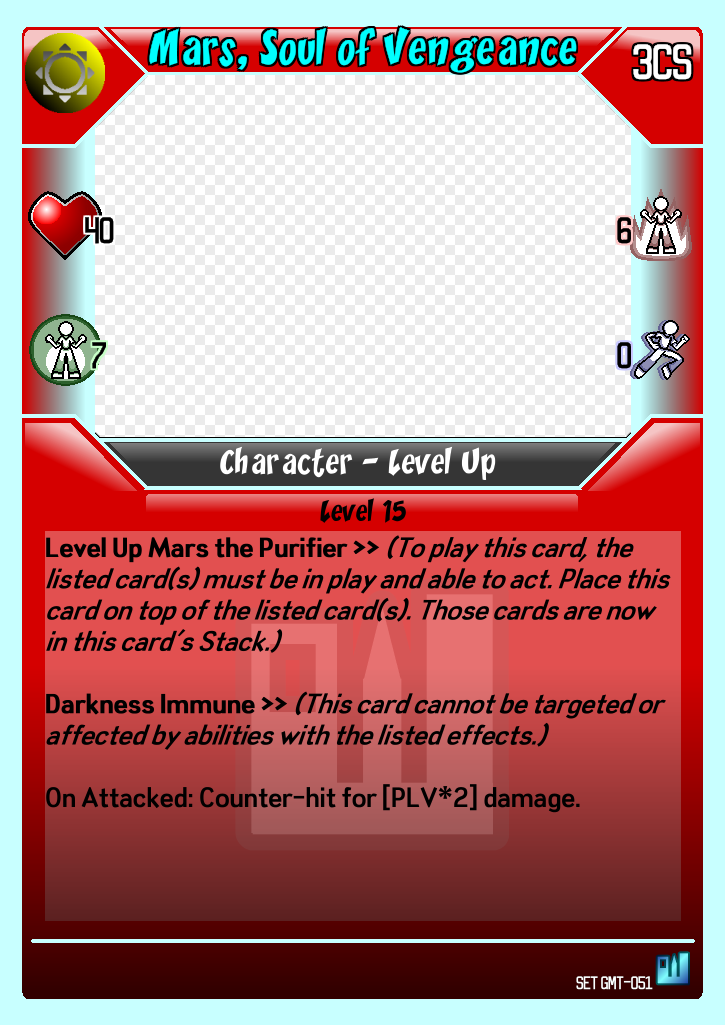 Mars, Soul of Vengeance
3CS
40
6
7
0
Character - Level Up
Level 15
Level Up Mars the Purifier >> (To play this card, the
listed card(s) must be in play and able to act. Place this
card on top of the listed card(s). Those cards are now
in this card's Stack.)
Darkness Immune >> (This card cannot be targeted or
affected by abilities with the listed effects.)
On Attacked: Counter-hit for [PLV*2] damage.
SET GMT-051